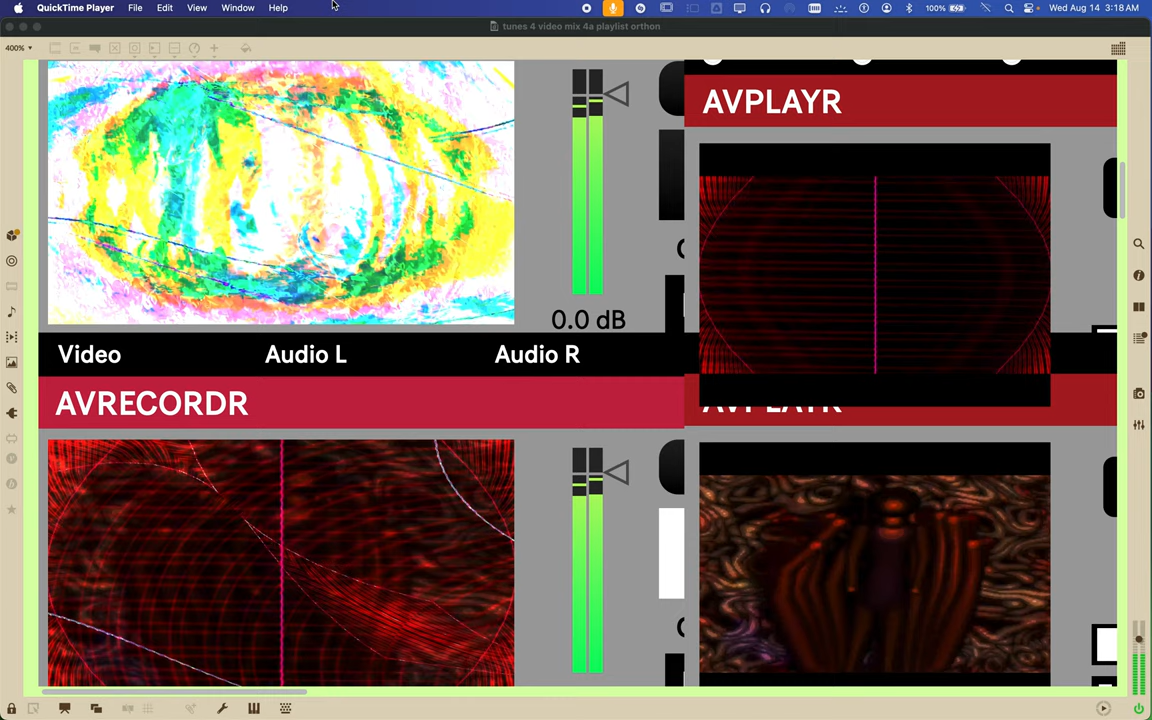 QuickTime Player File Edit View Window Help 100% Wed Aug 14 3:18 AM
tunes 4 video mix 4a playlist orthon
400%
AVPLAYR
0.0 dB
Video Audio L Audio R
AVRECORDR
AVPLAYR